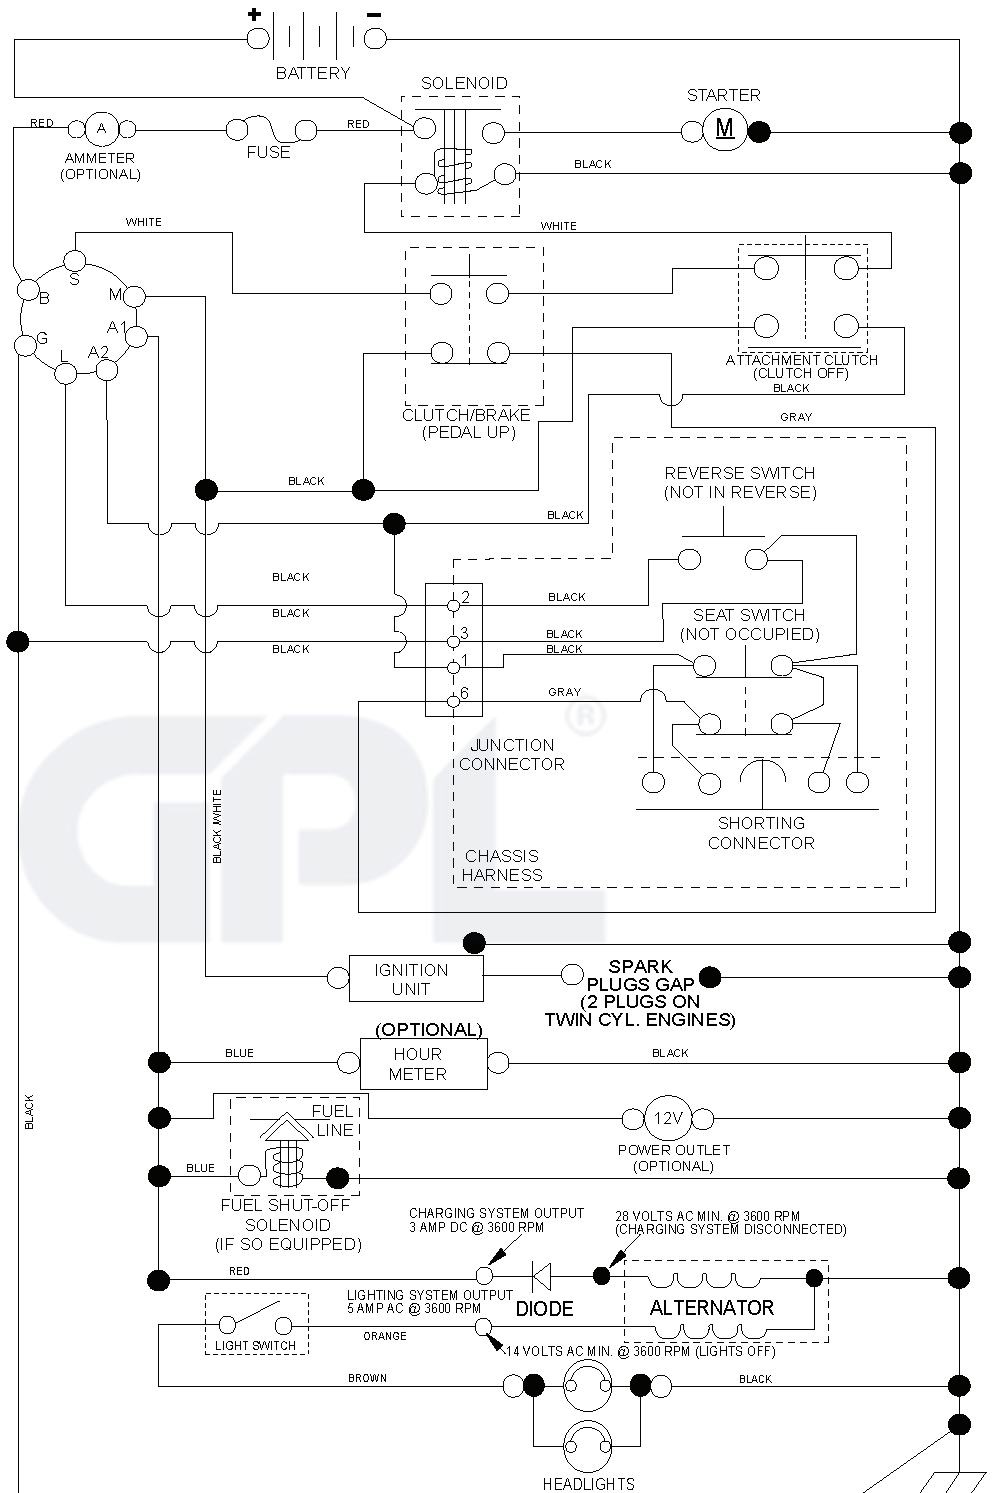 + −
BATTERY
SOLENOID
STARTER
RED
A
RED
M
AMMETER
(OPTIONAL)
FUSE
BLACK
WHITE
WHITE
S
B
M
G
A1
L
A2
ATTACHMENT CLUTCH
(CLUTCH OFF)
BLACK
CLUTCH/BRAKE
(PEDAL UP)
GRAY
REVERSE SWITCH
(NOT IN REVERSE)
BLACK
BLACK
BLACK
2
BLACK
BLACK
SEAT SWITCH
(NOT OCCUPIED)
3
BLACK
BLACK
BLACK
1
6
GRAY
®
JUNCTION
CONNECTOR
GPL
BLACK/WHITE
SHORTING
CONNECTOR
CHASSIS
HARNESS
IGNITION
UNIT
SPARK
PLUGS GAP
(2 PLUGS ON
TWIN CYL. ENGINES)
(OPTIONAL)
BLUE
HOUR
METER
BLACK
BLACK
FUEL
LINE
12V
POWER OUTLET
(OPTIONAL)
BLUE
FUEL SHUT-OFF
SOLENOID
(IF SO EQUIPPED)
CHARGING SYSTEM OUTPUT
3 AMP DC @ 3600 RPM
28 VOLTS AC MIN. @ 3600 RPM
(CHARGING SYSTEM DISCONNECTED)
RED
LIGHTING SYSTEM OUTPUT
5 AMP AC @ 3600 RPM
DIODE
ALTERNATOR
LIGHT SWITCH
ORANGE
14 VOLTS AC MIN. @ 3600 RPM (LIGHTS OFF)
BROWN
BLACK
HEADLIGHTS